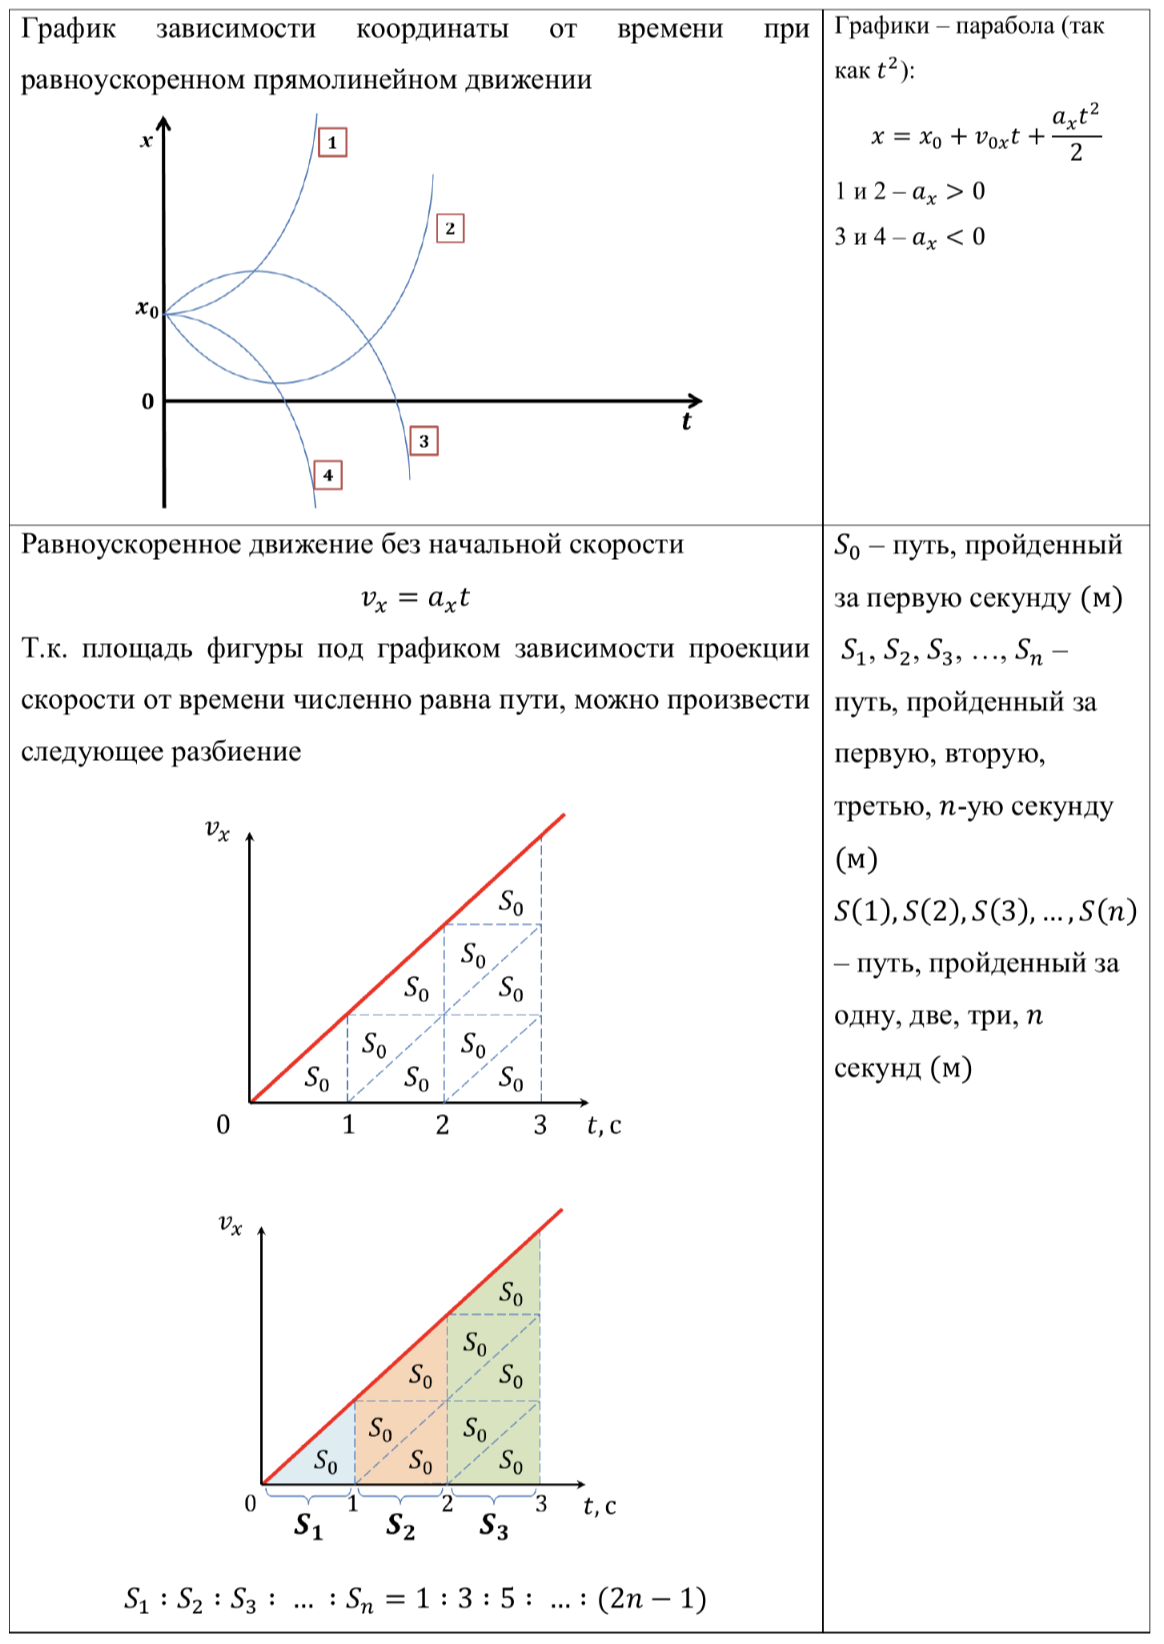 График зависимости координаты от времени при
равноускоренном прямолинейном движении
x
1
2
x₀
0
t
3
4
Графики – парабола (так
как t²):
x = x₀ + v₀ₓt + aₓt²/2
1 и 2 – aₓ > 0
3 и 4 – aₓ < 0
Равноускоренное движение без начальной скорости
vₓ = aₓt
Т.к. площадь фигуры под графиком зависимости проекции
скорости от времени численно равна пути, можно произвести
следующее разбиение
vₓ
S₀
S₀
S₀ S₀
S₀ S₀
S₀ S₀ S₀
0 1 2 3 t, с
vₓ
S₀
S₀
S₀ S₀
S₀ S₀
S₀ S₀ S₀
0 1 2 3 t, с
S₁ S₂ S₃
S₁ : S₂ : S₃ : … : Sₙ = 1 : 3 : 5 : … : (2n − 1)
S₀ – путь, пройденный
за первую секунду (м)
S₁, S₂, S₃, …, Sₙ –
путь, пройденный за
первую, вторую,
третью, n-ую секунду
(м)
S(1), S(2), S(3), … , S(n)
– путь, пройденный за
одну, две, три, n
секунд (м)